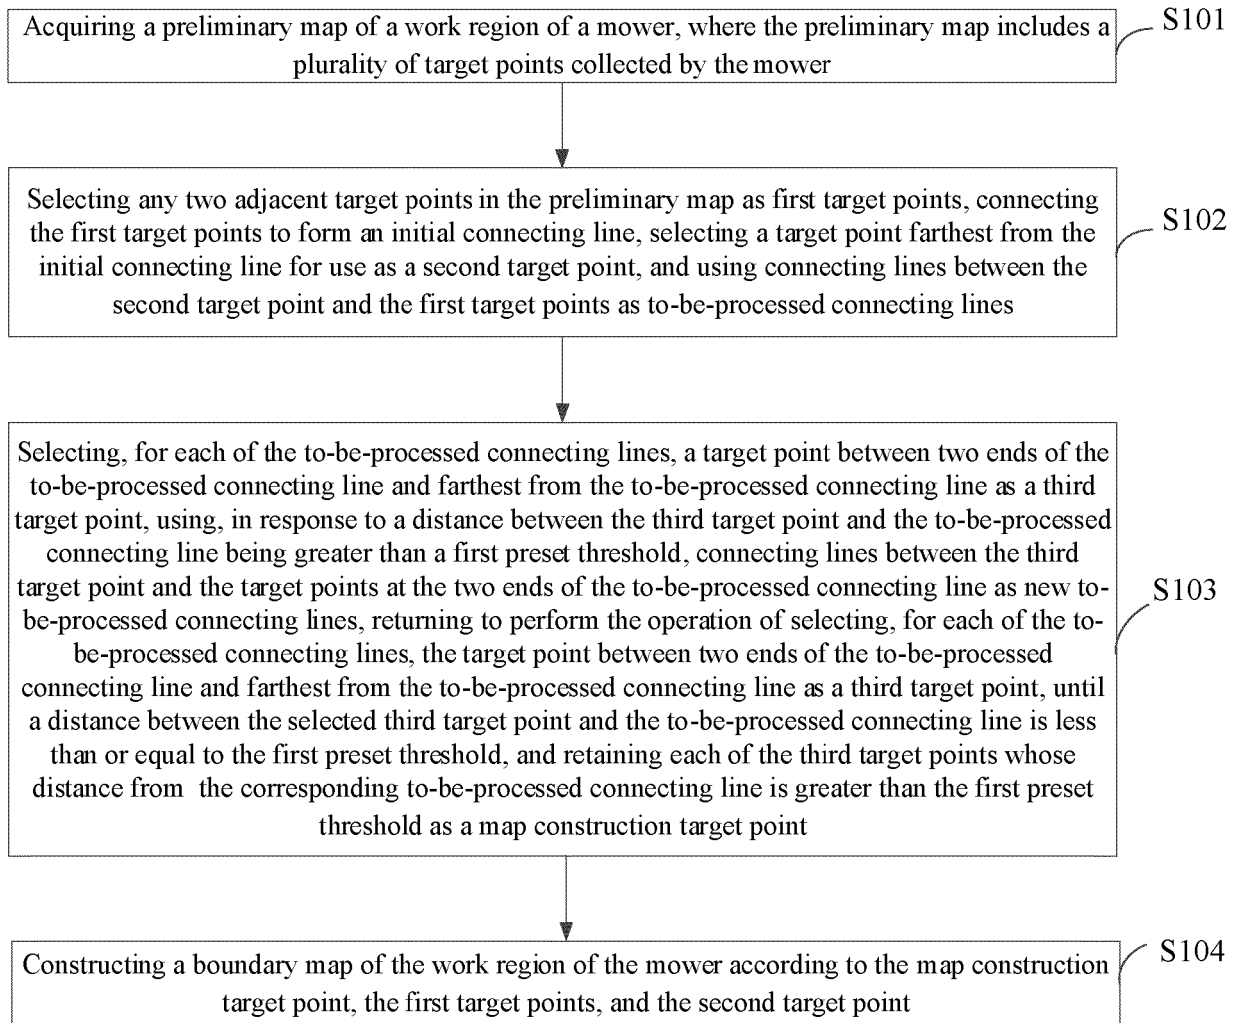 Acquiring a preliminary map of a work region of a mower, where the preliminary map includes a
plurality of target points collected by the mower
S101
Selecting any two adjacent target points in the preliminary map as first target points, connecting
the first target points to form an initial connecting line, selecting a target point farthest from the
initial connecting line for use as a second target point, and using connecting lines between the
second target point and the first target points as to-be-processed connecting lines
S102
Selecting, for each of the to-be-processed connecting lines, a target point between two ends of the
to-be-processed connecting line and farthest from the to-be-processed connecting line as a third
target point, using, in response to a distance between the third target point and the to-be-processed
connecting line being greater than a first preset threshold, connecting lines between the third
target point and the target points at the two ends of the to-be-processed connecting line as new to-
be-processed connecting lines, returning to perform the operation of selecting, for each of the to-
be-processed connecting lines, the target point between two ends of the to-be-processed
connecting line and farthest from the to-be-processed connecting line as a third target point, until
a distance between the selected third target point and the to-be-processed connecting line is less
than or equal to the first preset threshold, and retaining each of the third target points whose
distance from the corresponding to-be-processed connecting line is greater than the first preset
threshold as a map construction target point
S103
Constructing a boundary map of the work region of the mower according to the map construction
target point, the first target points, and the second target point
S104